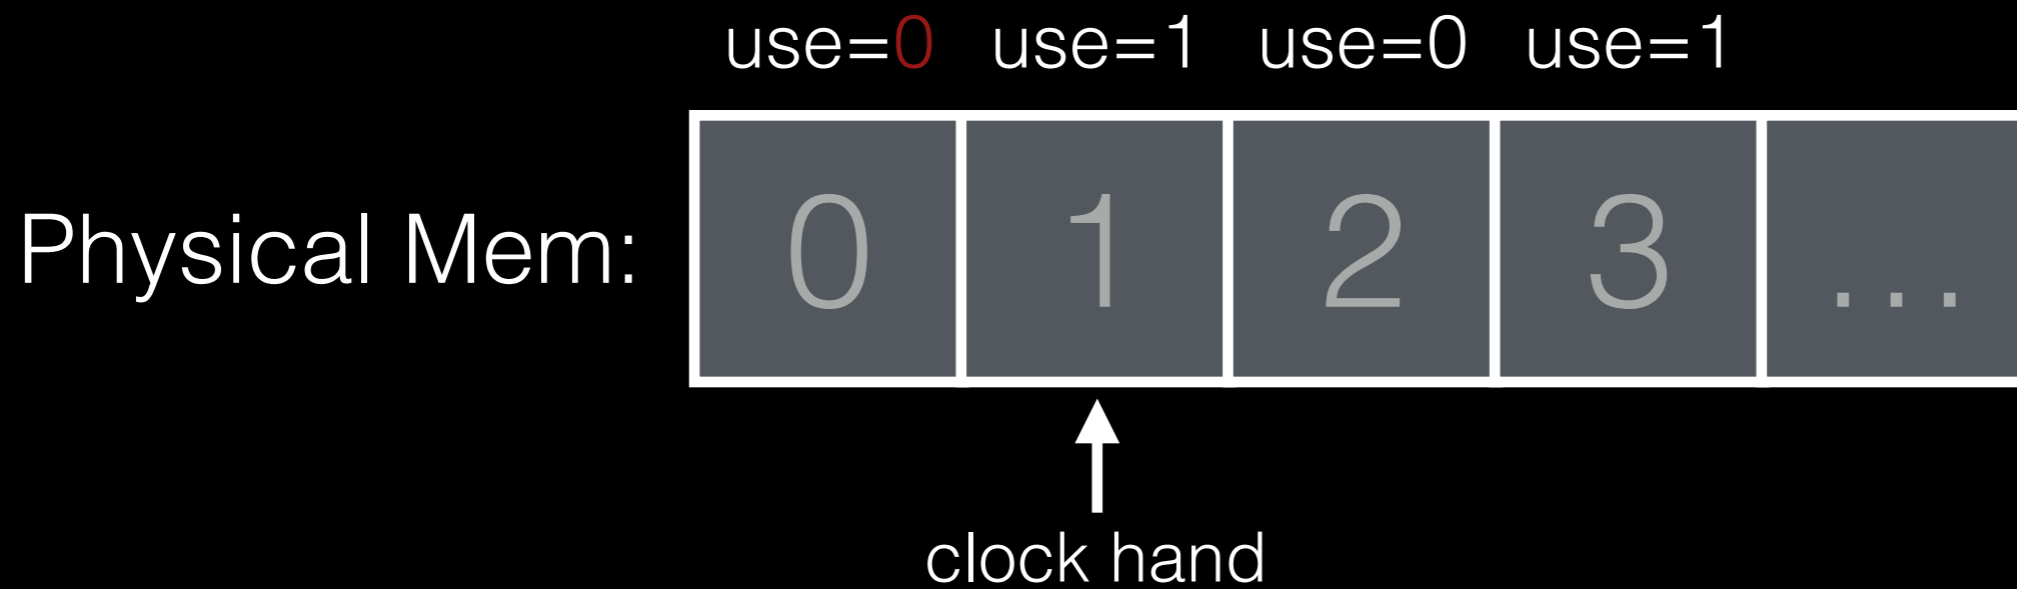 use=0 use=1 use=0 use=1
Physical Mem: 0 1 2 3 ...
clock hand